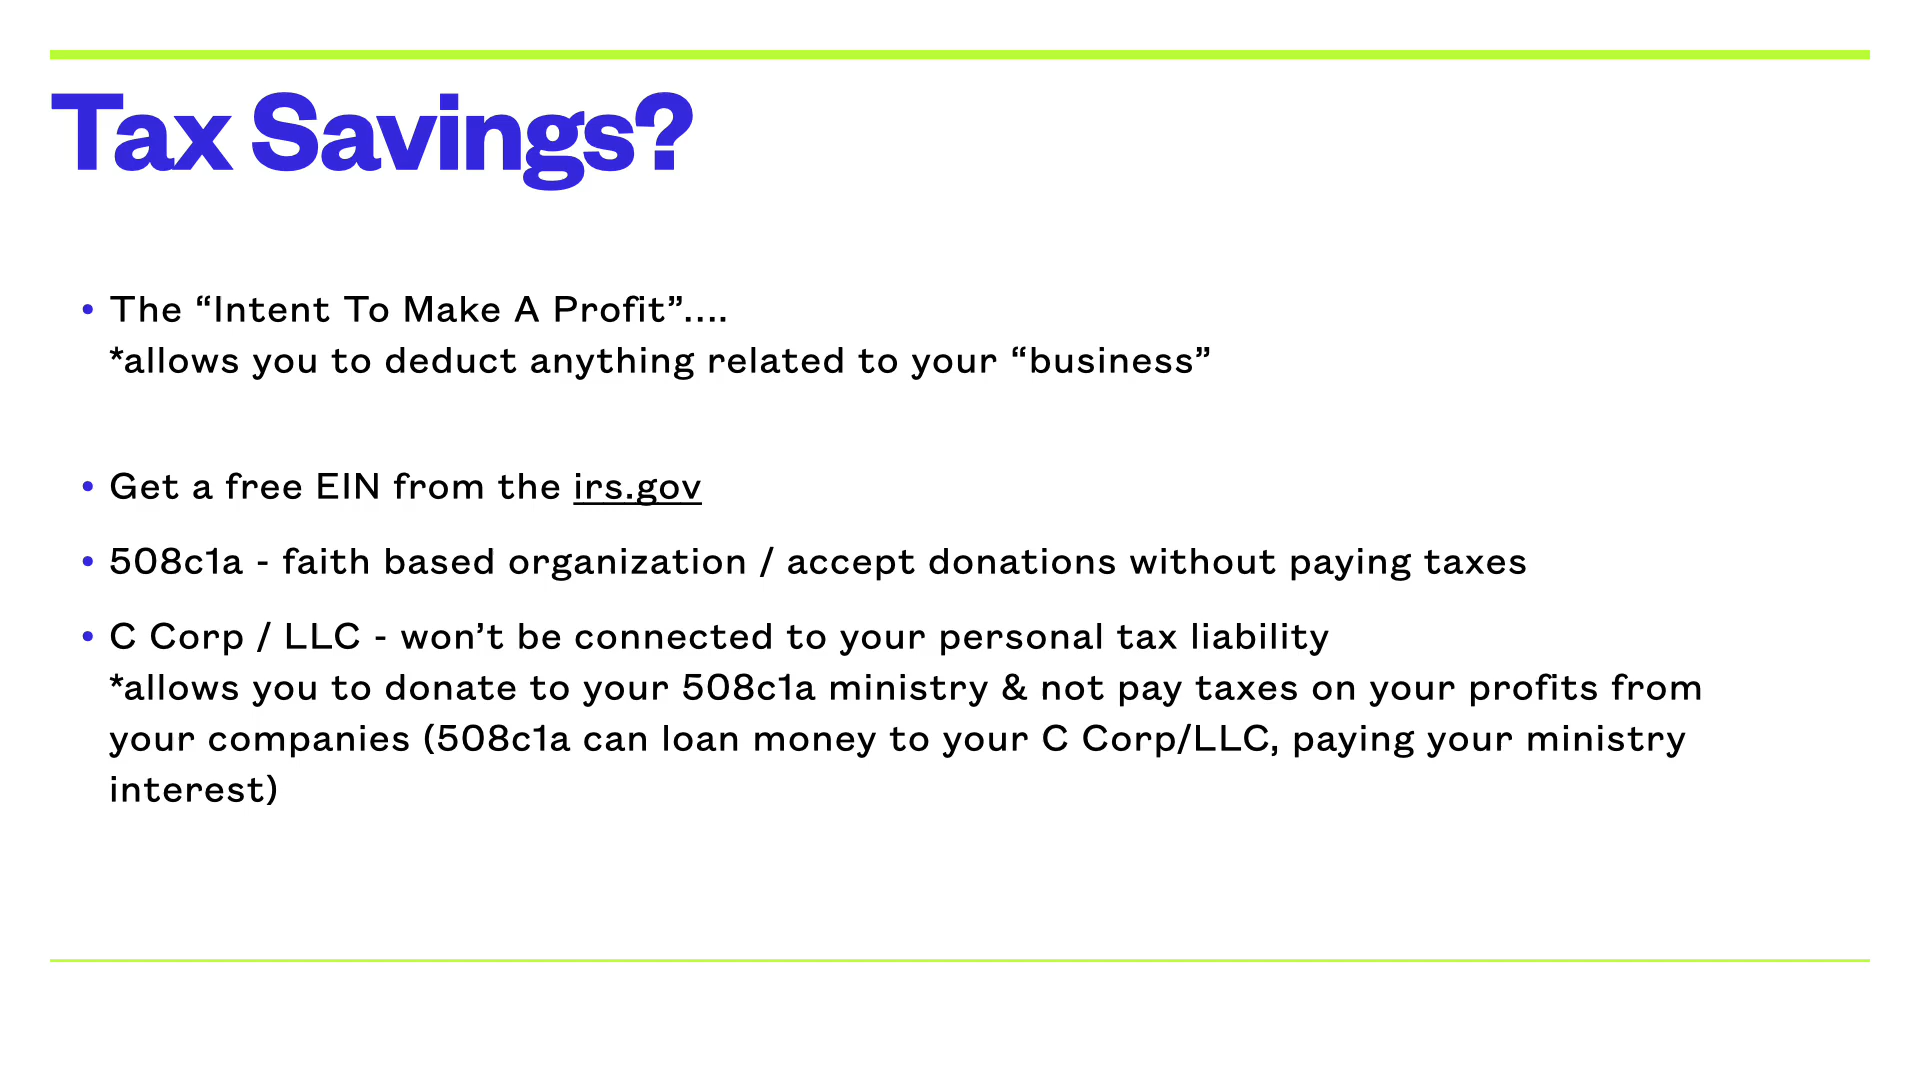 Tax Savings?
• The “Intent To Make A Profit”....
*allows you to deduct anything related to your “business”
• Get a free EIN from the irs.gov
• 508c1a - faith based organization / accept donations without paying taxes
• C Corp / LLC - won’t be connected to your personal tax liability
*allows you to donate to your 508c1a ministry & not pay taxes on your profits from
your companies (508c1a can loan money to your C Corp/LLC, paying your ministry
interest)